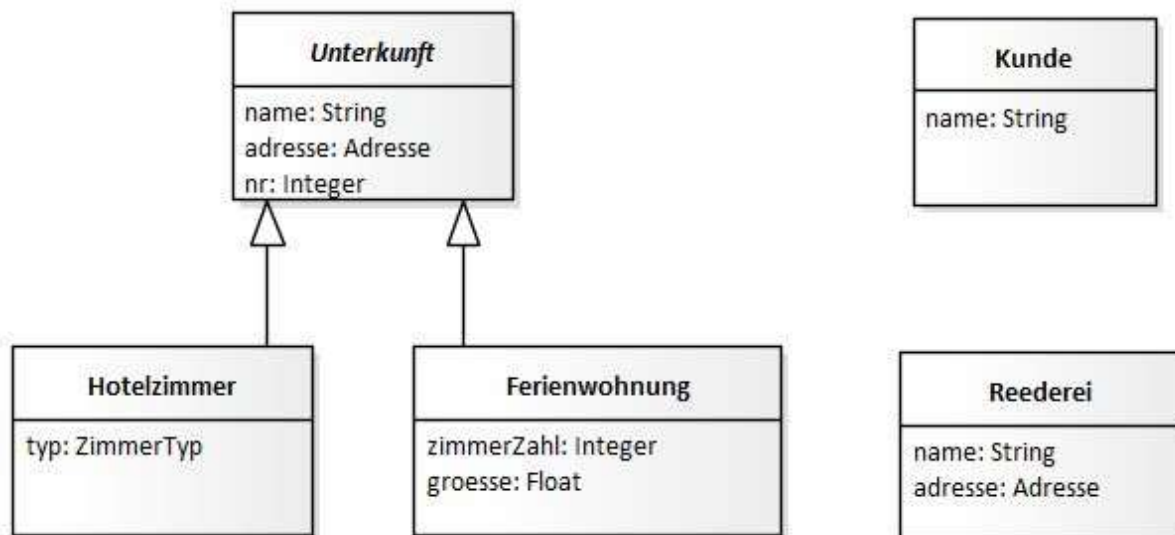 Unterkunft
name: String
adresse: Adresse
nr: Integer
Kunde
name: String
Hotelzimmer
typ: ZimmerTyp
Ferienwohnung
zimmerZahl: Integer
groesse: Float
Reederei
name: String
adresse: Adresse